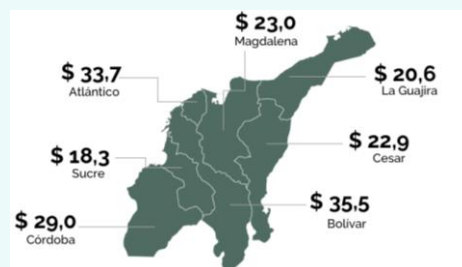 $ 23,0
Magdalena
$ 33,7
Atlántico
$ 20,6
La Guajira
$ 22,9
Cesar
$ 18,3
Sucre
$ 35,5
Bolívar
$ 29,0
Córdoba